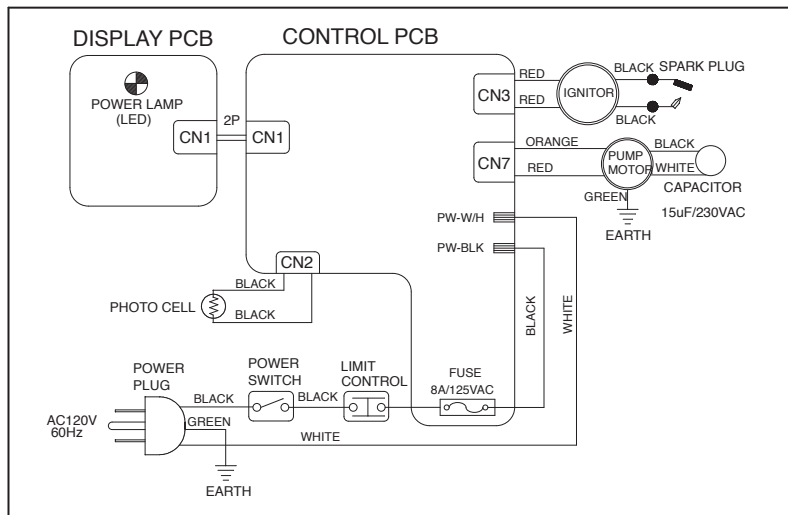 DISPLAY PCB
CONTROL PCB
POWER LAMP
(LED)
2P
CN1
CN1
CN3
RED
RED
IGNITOR
BLACK
SPARK PLUG
BLACK
CN7
ORANGE
RED
PUMP
MOTOR
BLACK
WHITE
CAPACITOR
15uF/230VAC
GREEN
EARTH
PW-W/H
PW-BLK
CN2
BLACK
PHOTO CELL
BLACK
BLACK
WHITE
POWER
PLUG
POWER
SWITCH
LIMIT
CONTROL
FUSE
8A/125VAC
BLACK
BLACK
AC120V
60Hz
GREEN
WHITE
EARTH